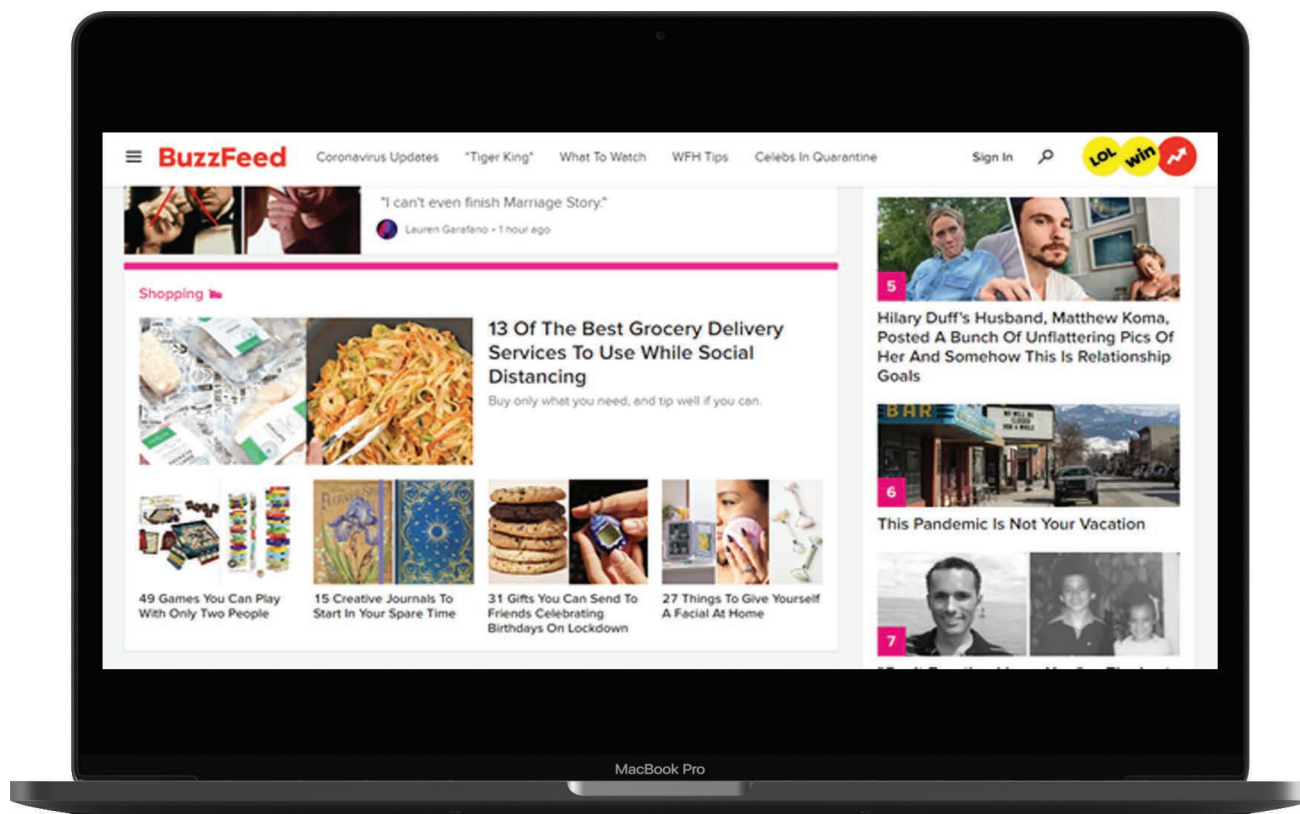 BuzzFeed
Coronavirus Updates
"Tiger King"
What To Watch
WFH Tips
Celebs In Quarantine
Sign In
LOL
win
"I can't even finish Marriage Story."
Lauren Garafano • 1 hour ago
Shopping
13 Of The Best Grocery Delivery
Services To Use While Social
Distancing
Buy only what you need, and tip well if you can.
49 Games You Can Play
With Only Two People
15 Creative Journals To
Start In Your Spare Time
31 Gifts You Can Send To
Friends Celebrating
Birthdays On Lockdown
27 Things To Give Yourself
A Facial At Home
5
Hilary Duff's Husband, Matthew Koma,
Posted A Bunch Of Unflattering Pics Of
Her And Somehow This Is Relationship
Goals
BAR
WE WILL BE
CLOSED
FOR A WHILE
6
This Pandemic Is Not Your Vacation
7
MacBook Pro